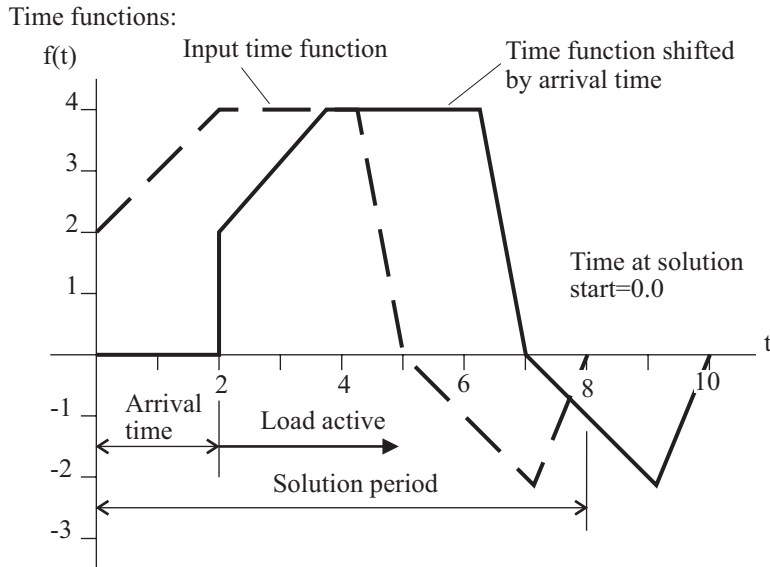 Time functions:
f(t)
Input time function
Time function shifted
by arrival time
4
3
2
1
Time at solution
start=0.0
t
2
4
6
8
10
-1
-2
-3
Arrival
time
Load active
Solution period